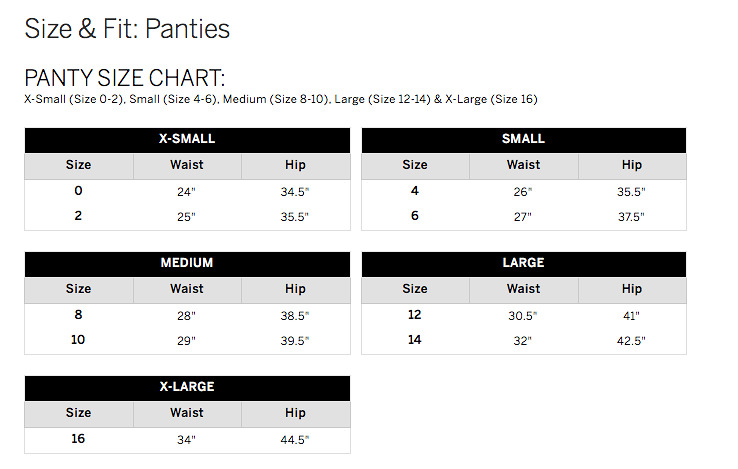 Size & Fit: Panties
PANTY SIZE CHART:
X-Small (Size 0-2), Small (Size 4-6), Medium (Size 8-10), Large (Size 12-14) & X-Large (Size 16)
X-SMALL
Size Waist Hip
0 24" 34.5"
2 25" 35.5"
SMALL
Size Waist Hip
4 26" 35.5"
6 27" 37.5"
MEDIUM
Size Waist Hip
8 28" 38.5"
10 29" 39.5"
LARGE
Size Waist Hip
12 30.5" 41"
14 32" 42.5"
X-LARGE
Size Waist Hip
16 34" 44.5"